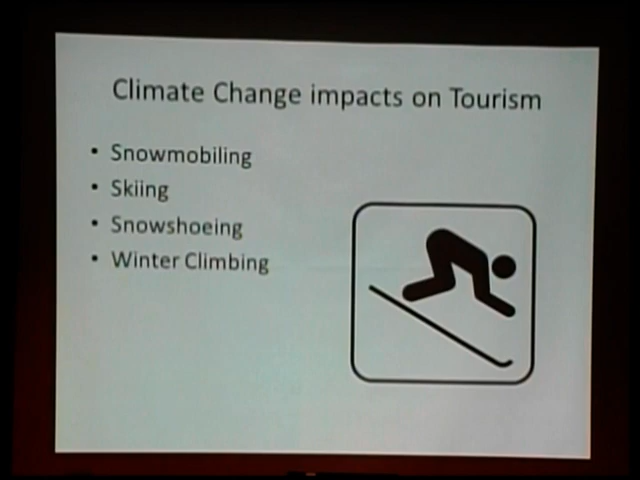 Climate Change impacts on Tourism
• Snowmobiling
• Skiing
• Snowshoeing
• Winter Climbing